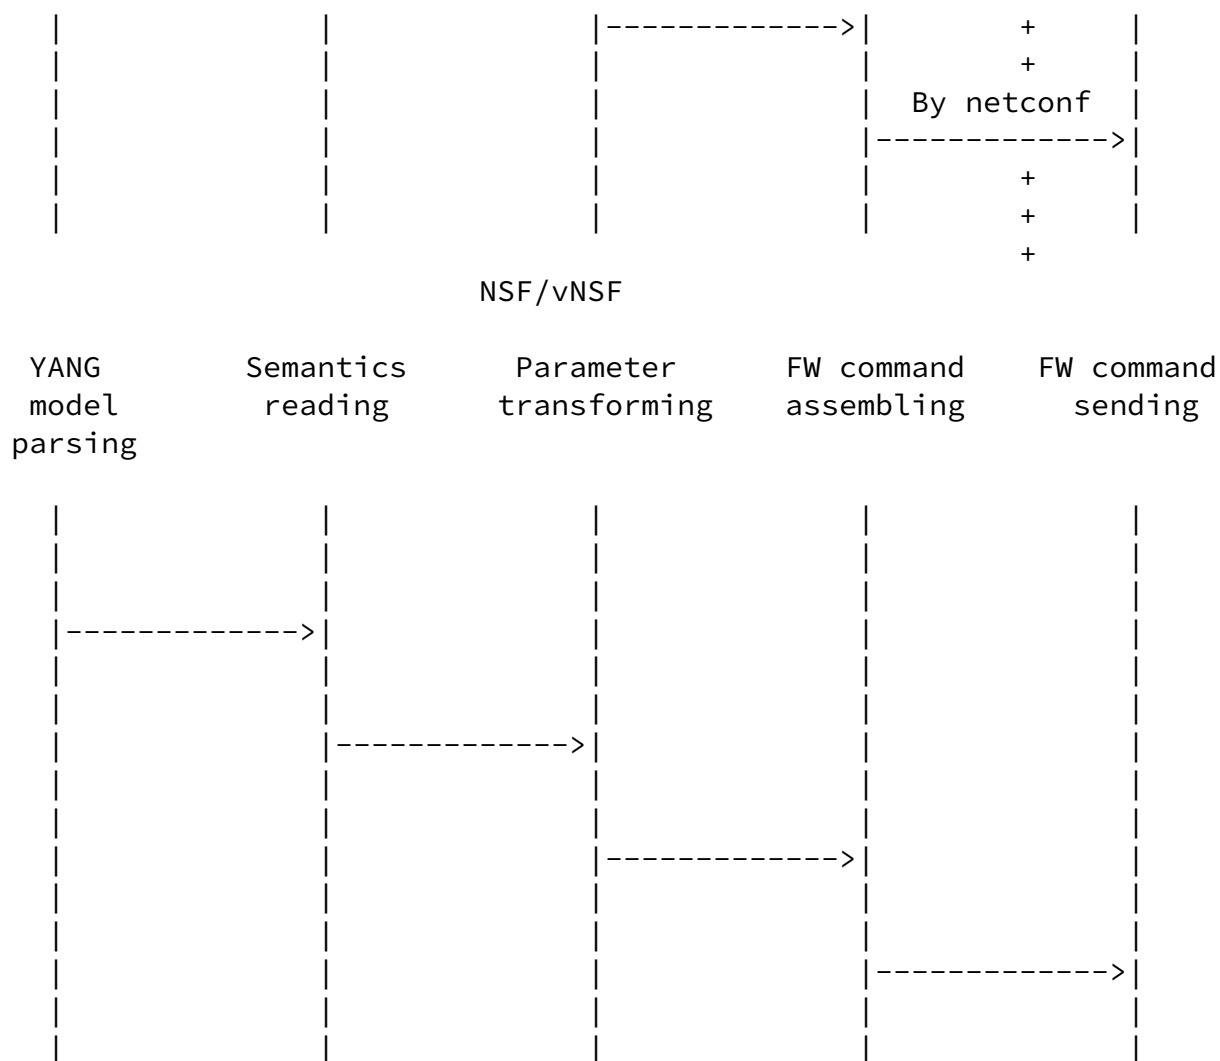 By netconf
NSF/vNSF
YANG Semantics Parameter FW command FW command
model reading transforming assembling sending
parsing